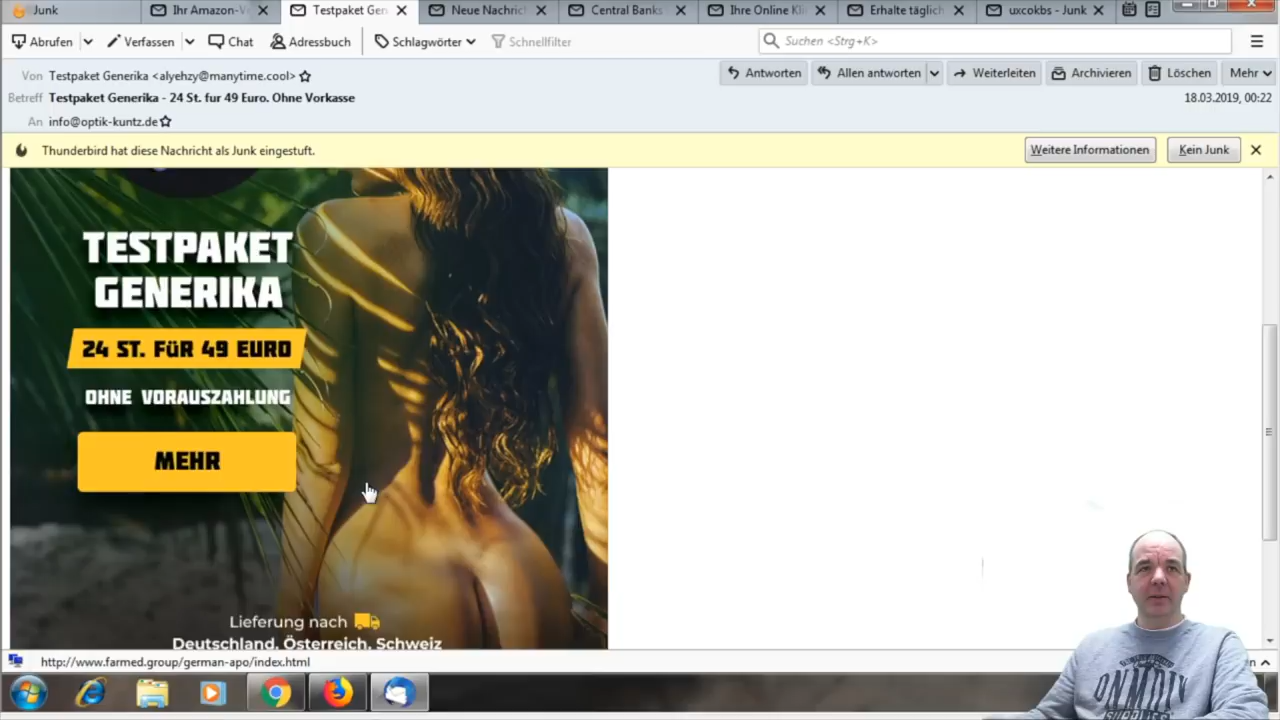 Junk
Ihr Amazon-V
Testpaket Gen
Neue Nachric
Central Banks
Ihre Online Kl
Erhalte täglich
uxcokbs - Junk
Abrufen
Verfassen
Chat
Adressbuch
Schlagwörter
Schnellfilter
Suchen <Strg+K>
Von Testpaket Generika <alyehzy@manytime.cool>
Antworten
Allen antworten
Weiterleiten
Archivieren
Löschen
Mehr
Betreff Testpaket Generika - 24 St. fur 49 Euro. Ohne Vorkasse
18.03.2019, 00:22
An info@optik-kuntz.de
Thunderbird hat diese Nachricht als Junk eingestuft.
Weitere Informationen
Kein Junk
TESTPAKET
GENERIKA
24 ST. FüR 49 EURO
OHNE VORAUSZAHLUNG
MEHR
Lieferung nach
Deutschland, Österreich, Schweiz
http://www.farmed.group/german-apo/index.html